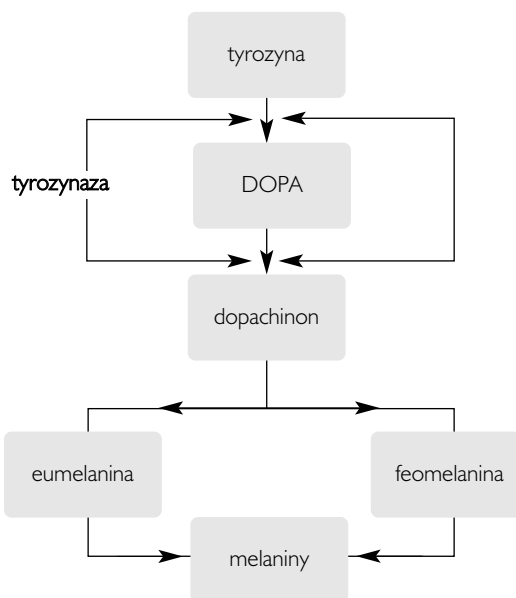 tyrozyna
tyrozynaza
DOPA
dopachinon
eumelanina
feomelanina
melaniny